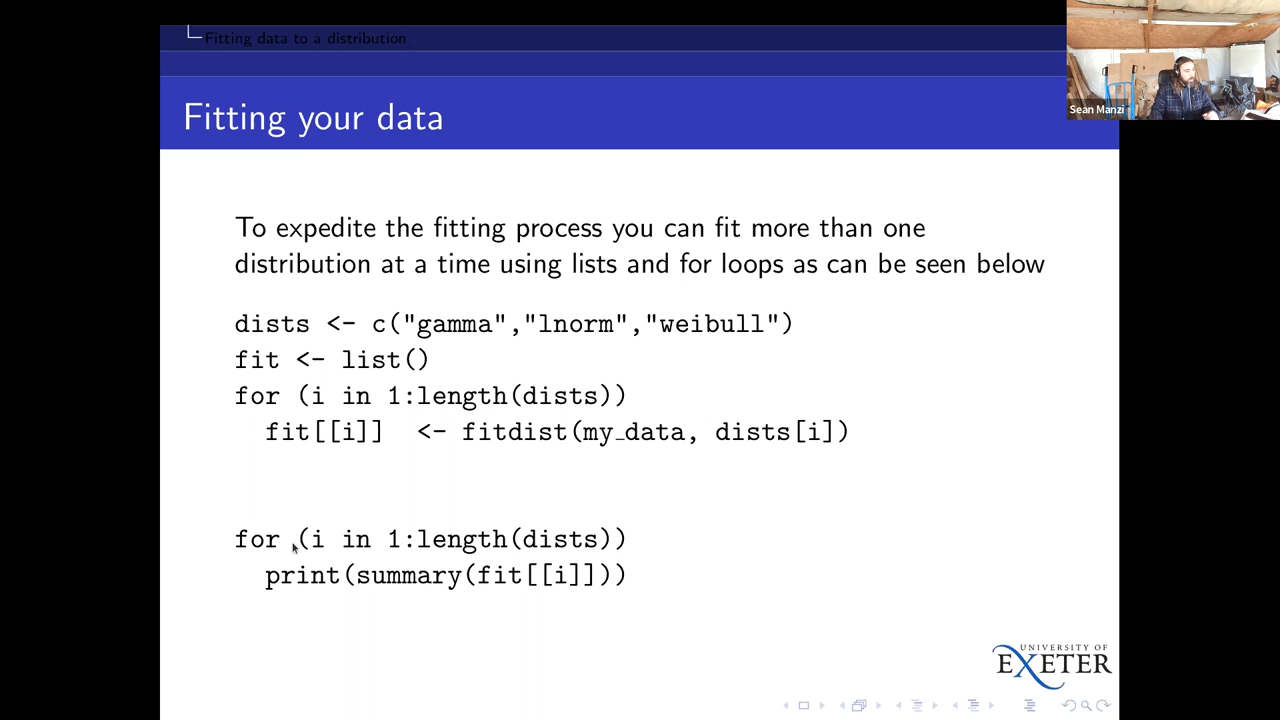 Fitting data to a distribution
Sean Manzi
Fitting your data
To expedite the fitting process you can fit more than one
distribution at a time using lists and for loops as can be seen below
dists <- c("gamma","lnorm","weibull")
fit <- list()
for (i in 1:length(dists))
  fit[[i]]  <- fitdist(my_data, dists[i])
for (i in 1:length(dists))
  print(summary(fit[[i]]))
UNIVERSITY OF
EXETER